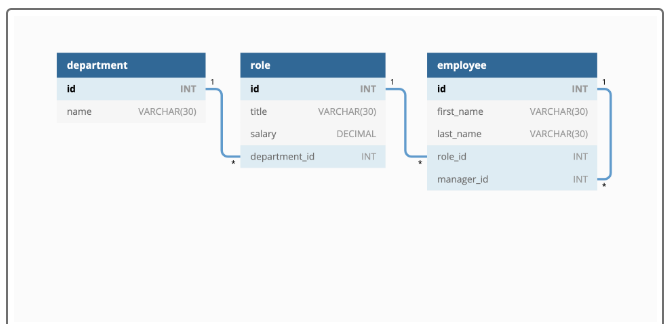 department
id INT
name VARCHAR(30)
1
*
role
id INT
title VARCHAR(30)
salary DECIMAL
department_id INT
1
*
employee
id INT
first_name VARCHAR(30)
last_name VARCHAR(30)
role_id INT
manager_id INT
1
*